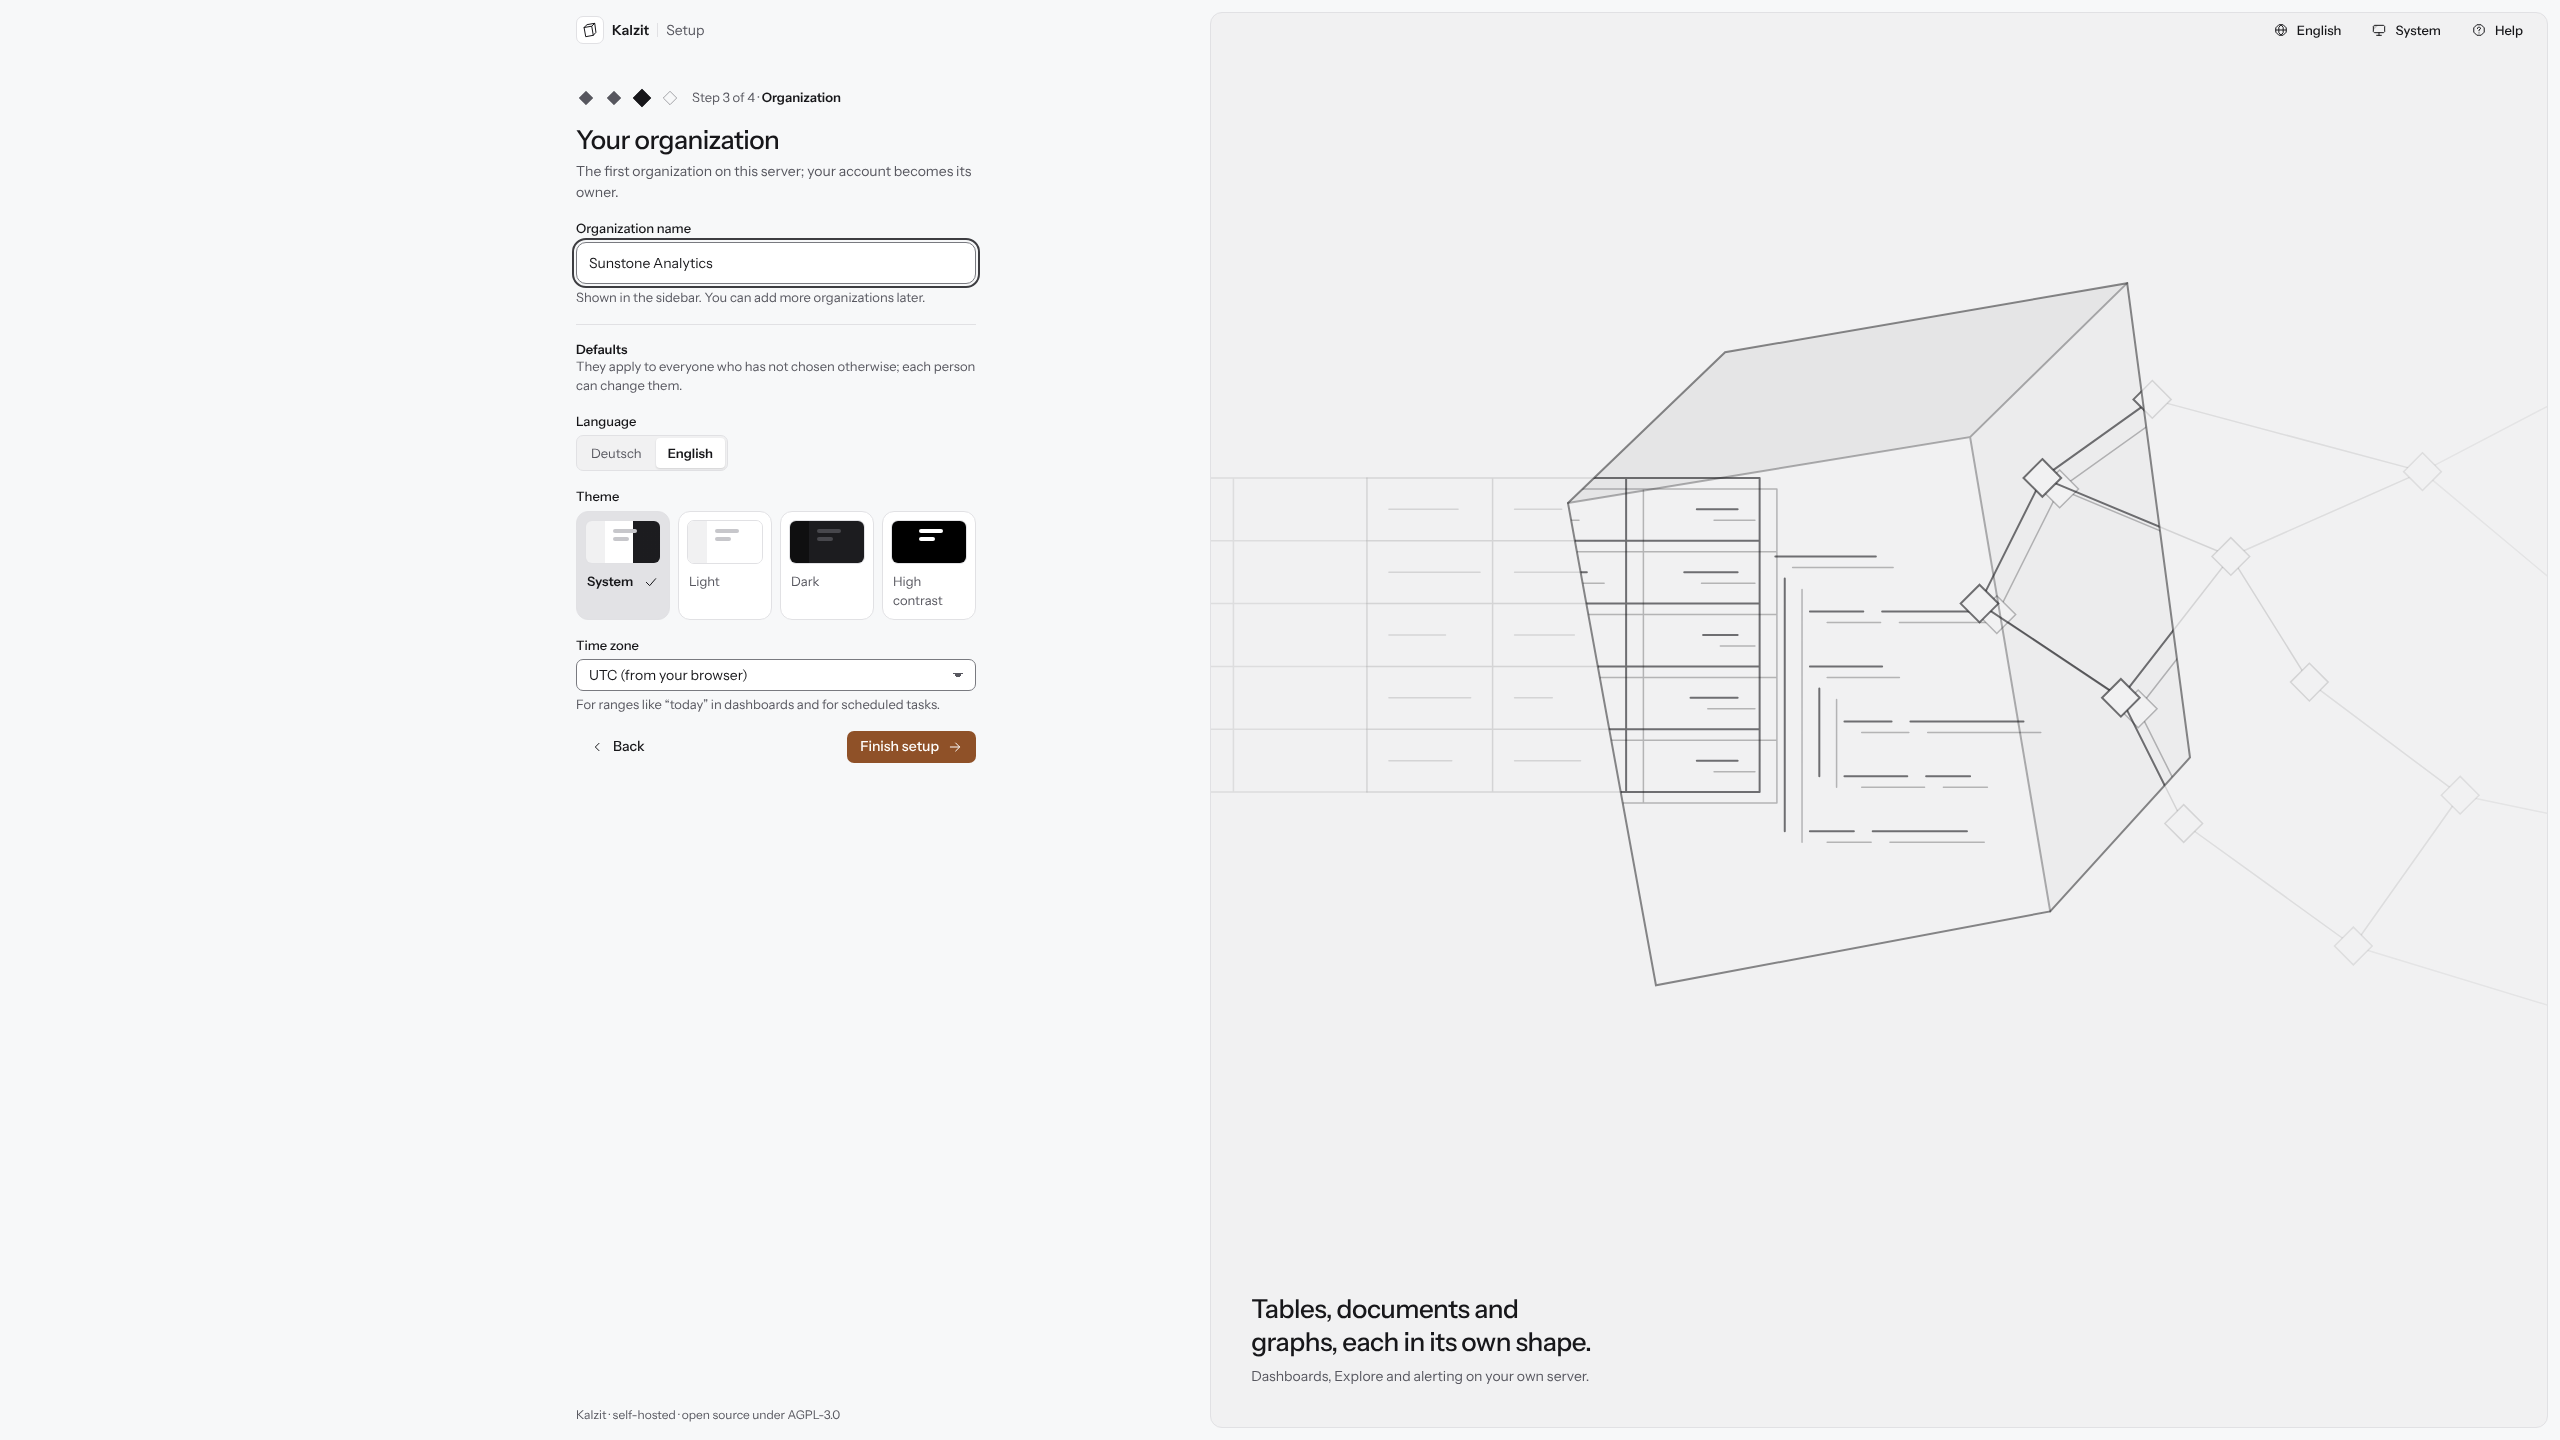 Kalzit Setup
English System Help
Step 3 of 4 · Organization
Your organization
The first organization on this server; your account becomes its
owner.
Organization name
Sunstone Analytics
Shown in the sidebar. You can add more organizations later.
Defaults
They apply to everyone who has not chosen otherwise; each person
can change them.
Language
Deutsch English
Theme
System Light Dark High
contrast
Time zone
UTC (from your browser)
For ranges like “today” in dashboards and for scheduled tasks.
Back Finish setup
Tables, documents and
graphs, each in its own shape.
Dashboards, Explore and alerting on your own server.
Kalzit · self-hosted · open source under AGPL-3.0